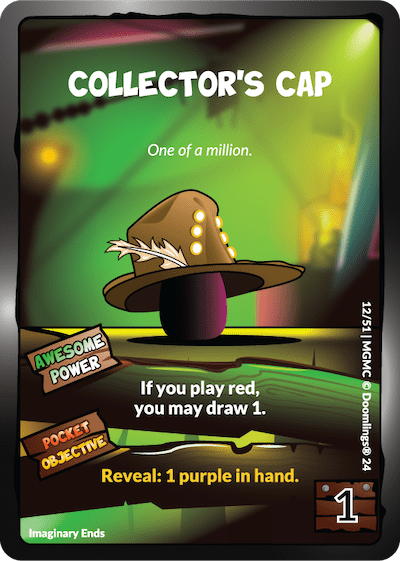 COLLECTOR'S CAP
One of a million.
AWESOME
POWER
If you play red,
you may draw 1.
POCKET
OBJECTIVE
Reveal: 1 purple in hand.
1
Imaginary Ends
12/51 | MGMC © Doomlings® 24